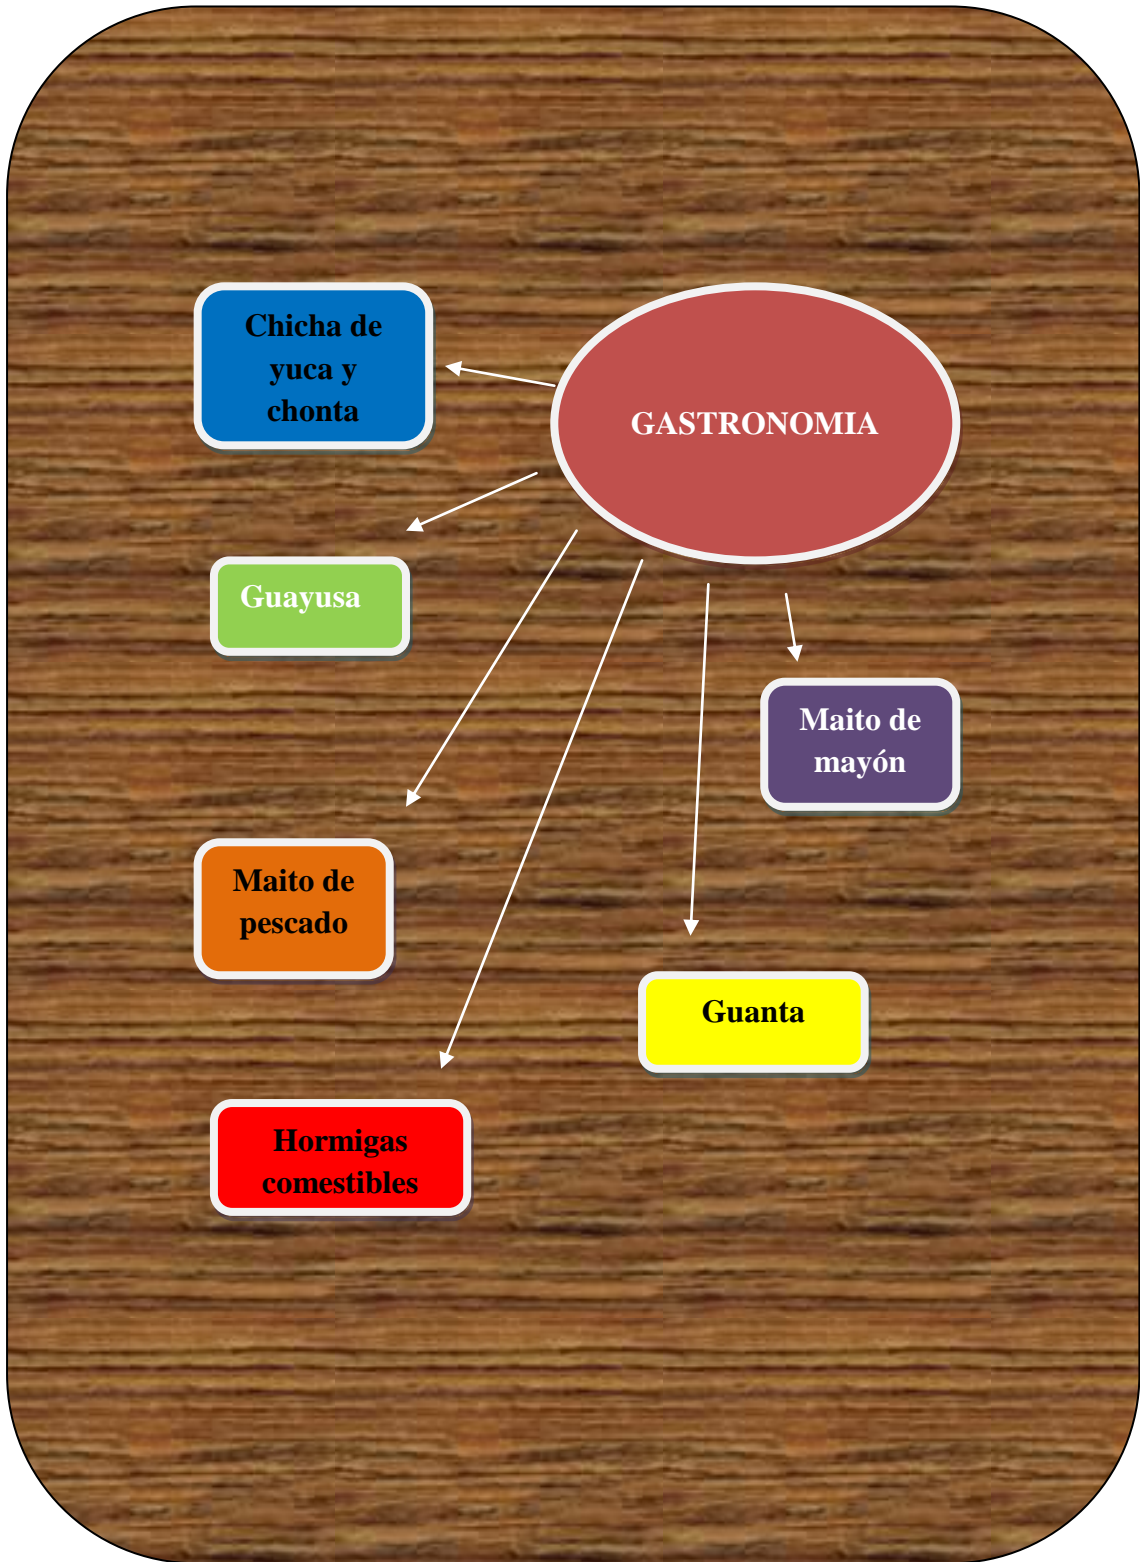 Chicha de
yuca y
chonta
GASTRONOMIA
Guayusa
Maito de
mayón
Maito de
pescado
Guanta
Hormigas
comestibles